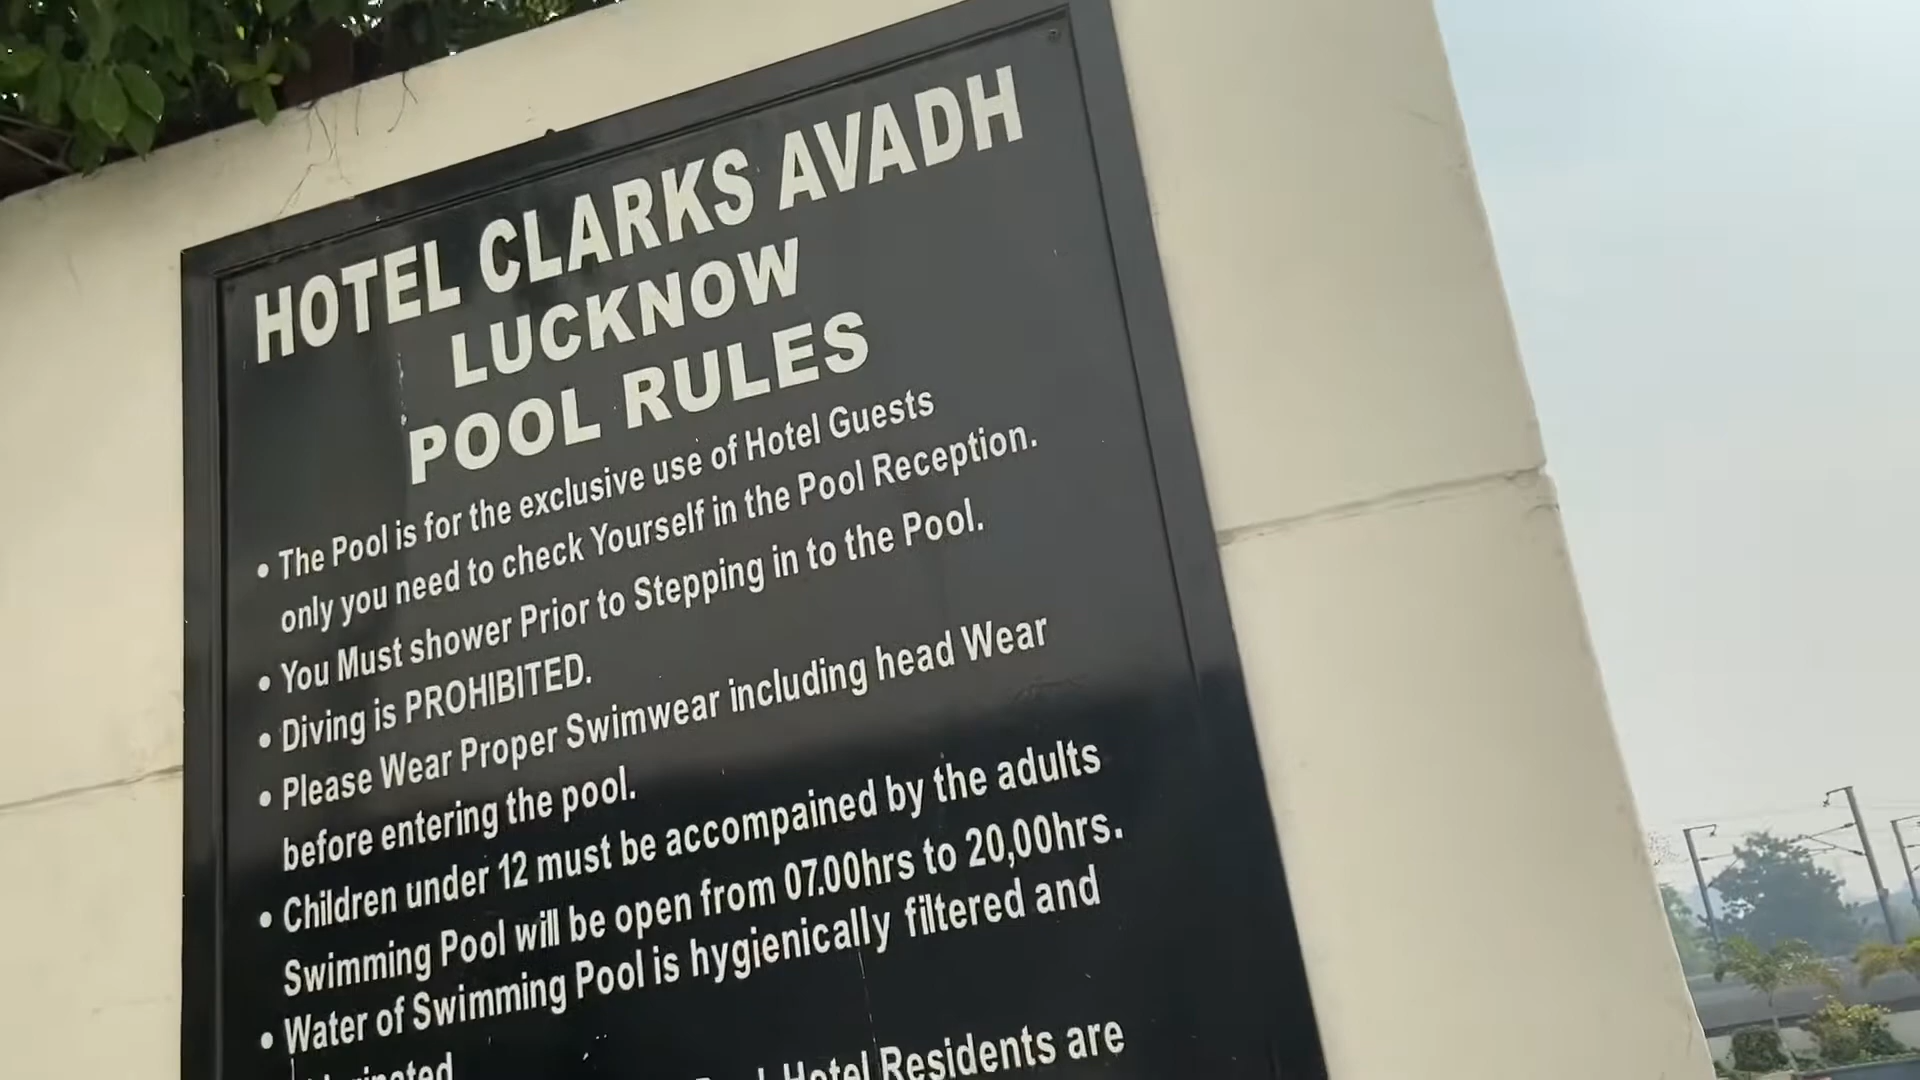 HOTEL CLARKS AVADH
LUCKNOW
POOL RULES
• The Pool is for the exclusive use of Hotel Guests
only you need to check Yourself in the Pool Reception.
• You Must shower Prior to Stepping in to the Pool.
• Diving is PROHIBITED.
• Please Wear Proper Swimwear including head Wear
before entering the pool.
• Children under 12 must be accompained by the adults
Swimming Pool will be open from 07.00hrs to 20,00hrs.
• Water of Swimming Pool is hygienically filtered and
Hotel Residents are